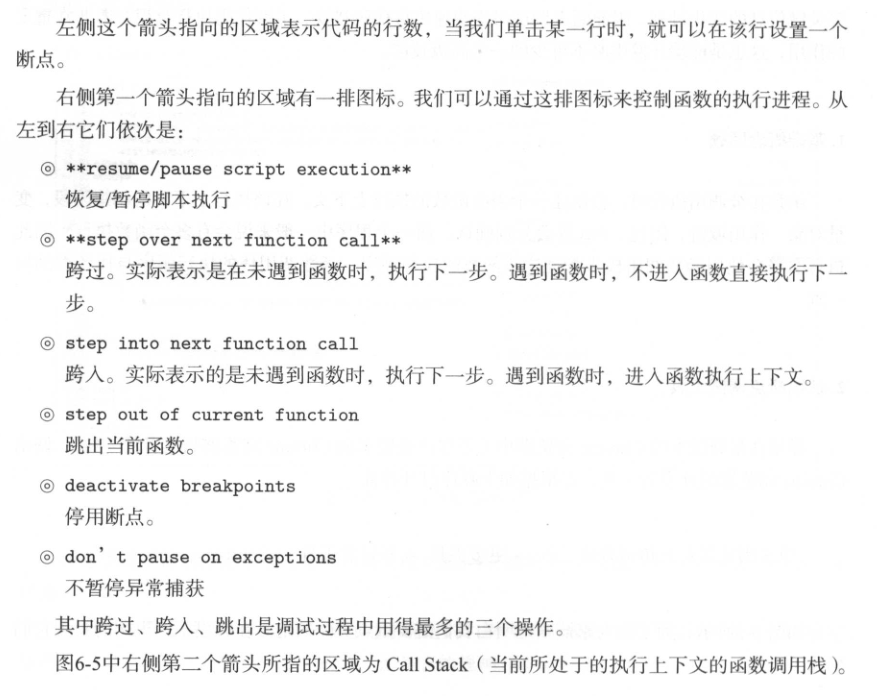 左侧这个箭头指向的区域表示代码的行数，当我们单击某一行时，就可以在该行设置一个
断点。
右侧第一个箭头指向的区域有一排图标。我们可以通过这排图标来控制函数的执行进程。从
左到右它们依次是：
◎ **resume/pause script execution**
恢复/暂停脚本执行
◎ **step over next function call**
跨过。实际表示是在未遇到函数时，执行下一步。遇到函数时，不进入函数直接执行下一
步。
◎ step into next function call
跨入。实际表示的是未遇到函数时，执行下一步。遇到函数时，进入函数执行上下文。
◎ step out of current function
跳出当前函数。
◎ deactivate breakpoints
停用断点。
◎ don’t pause on exceptions
不暂停异常捕获
其中跨过、跨入、跳出是调试过程中用得最多的三个操作。
图6-5中右侧第二个箭头所指的区域为 Call Stack（当前所处于的执行上下文的函数调用栈）。